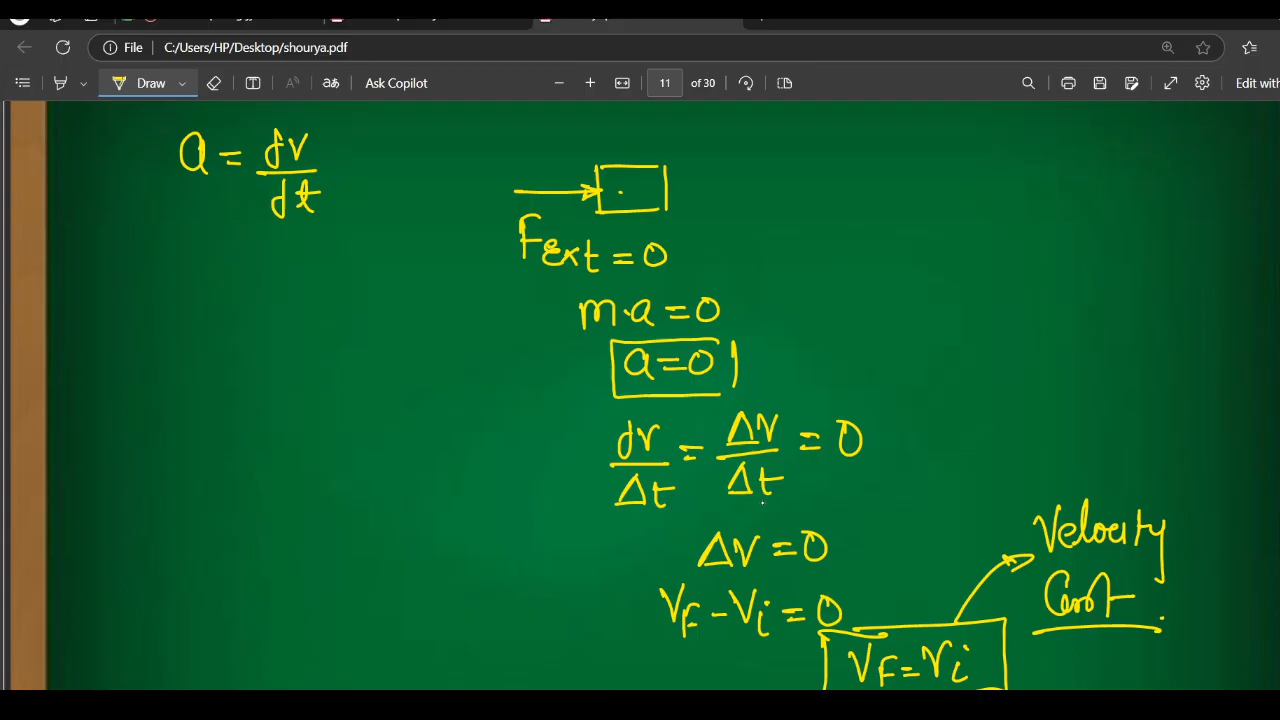 File | C:/Users/HP/Desktop/shourya.pdf
Draw Ask Copilot 11 of 30 Edit with
a = dv/dt
FExt = 0
m.a = 0
a = 0
dv/Δt = Δv/Δt = 0
Δv = 0
VF - Vi = 0
VF = Vi
Velocity
Const